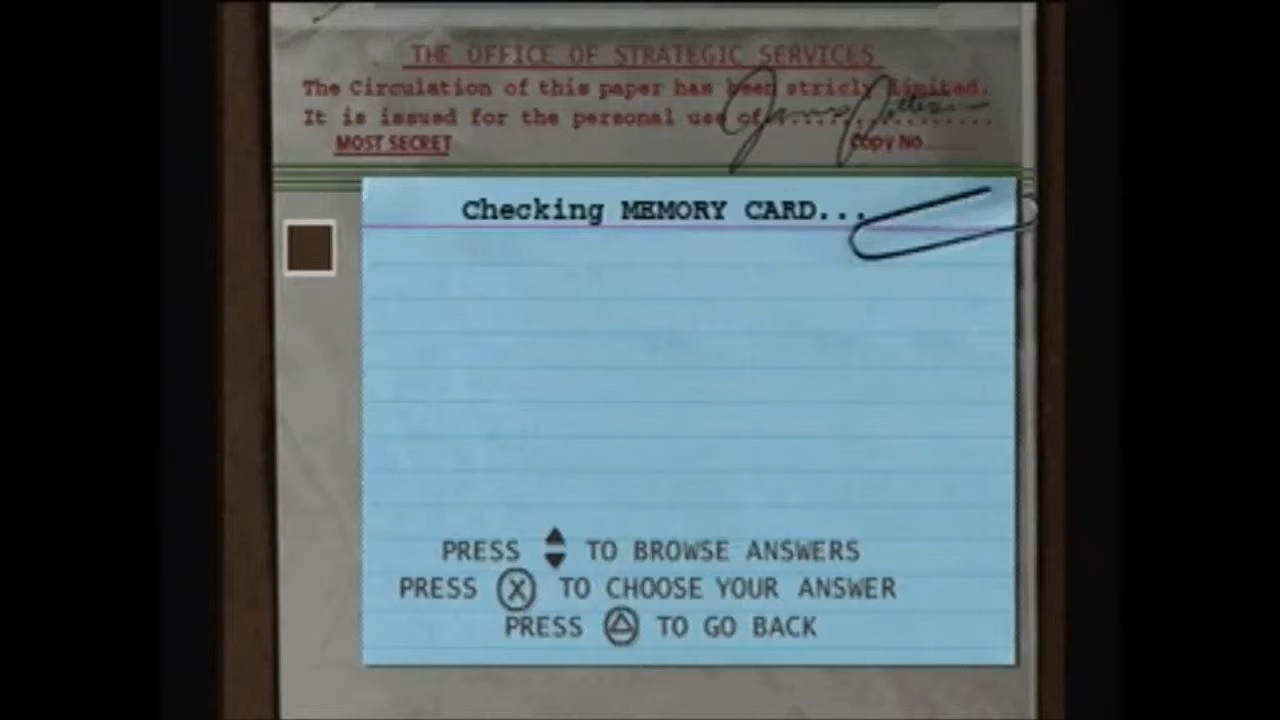 THE OFFICE OF STRATEGIC SERVICES
The Circulation of this paper has been stricly limited.
It is issued for the personal use of..................
MOST SECRET
Copy No.
Checking MEMORY CARD...
PRESS TO BROWSE ANSWERS
PRESS X TO CHOOSE YOUR ANSWER
PRESS TO GO BACK